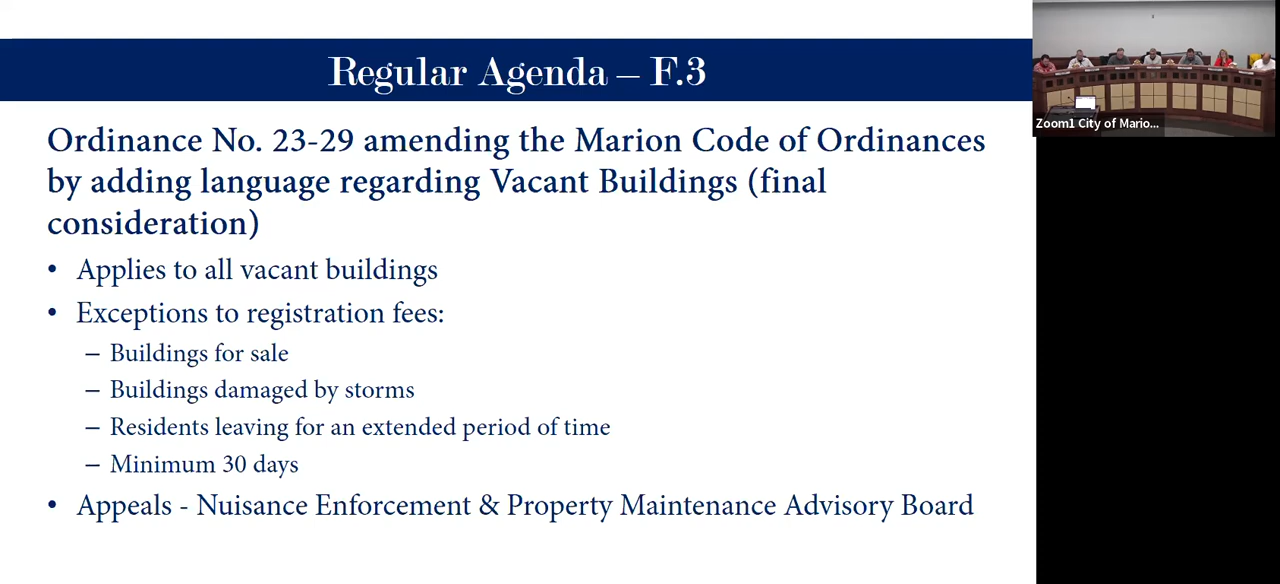 Regular Agenda – F.3
Ordinance No. 23-29 amending the Marion Code of Ordinances
by adding language regarding Vacant Buildings (final
consideration)
• Applies to all vacant buildings
• Exceptions to registration fees:
– Buildings for sale
– Buildings damaged by storms
– Residents leaving for an extended period of time
– Minimum 30 days
• Appeals - Nuisance Enforcement & Property Maintenance Advisory Board
Zoom1 City of Mario...